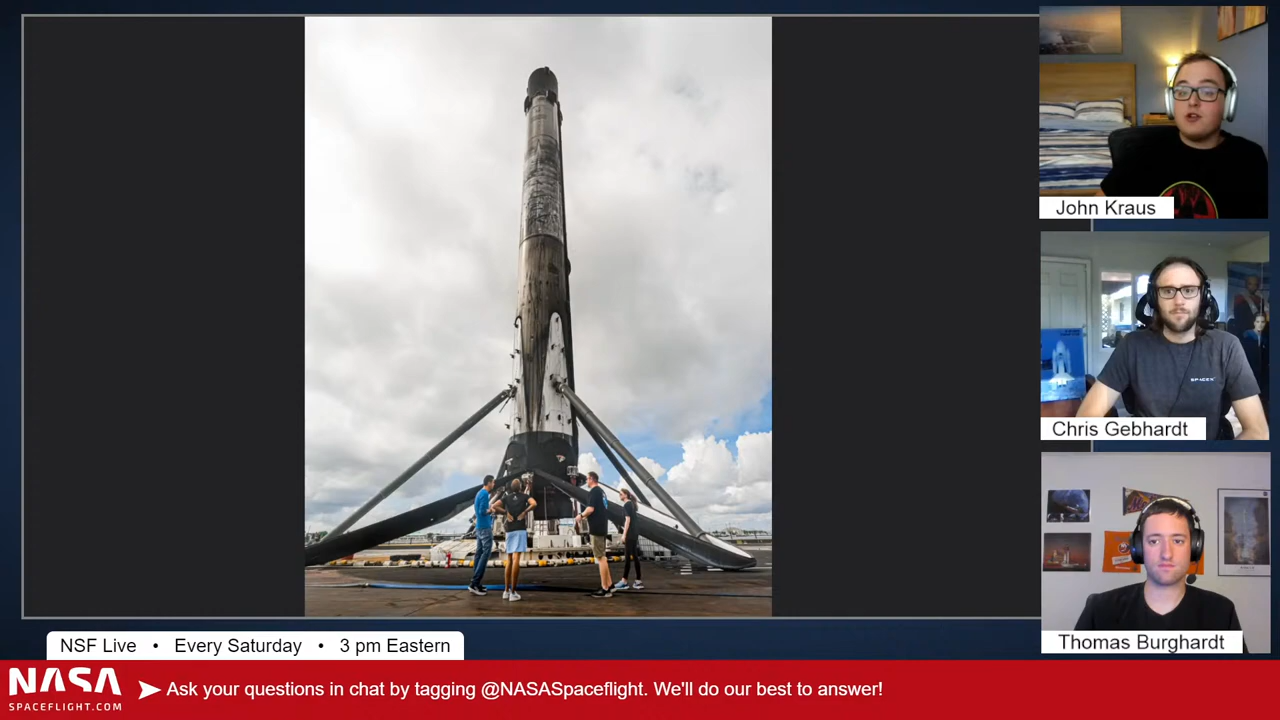 John Kraus
SPACEX
Chris Gebhardt
Thomas Burghardt
NSF Live • Every Saturday • 3 pm Eastern
NASA
SPACEFLIGHT.COM
Ask your questions in chat by tagging @NASASpaceflight. We'll do our best to answer!